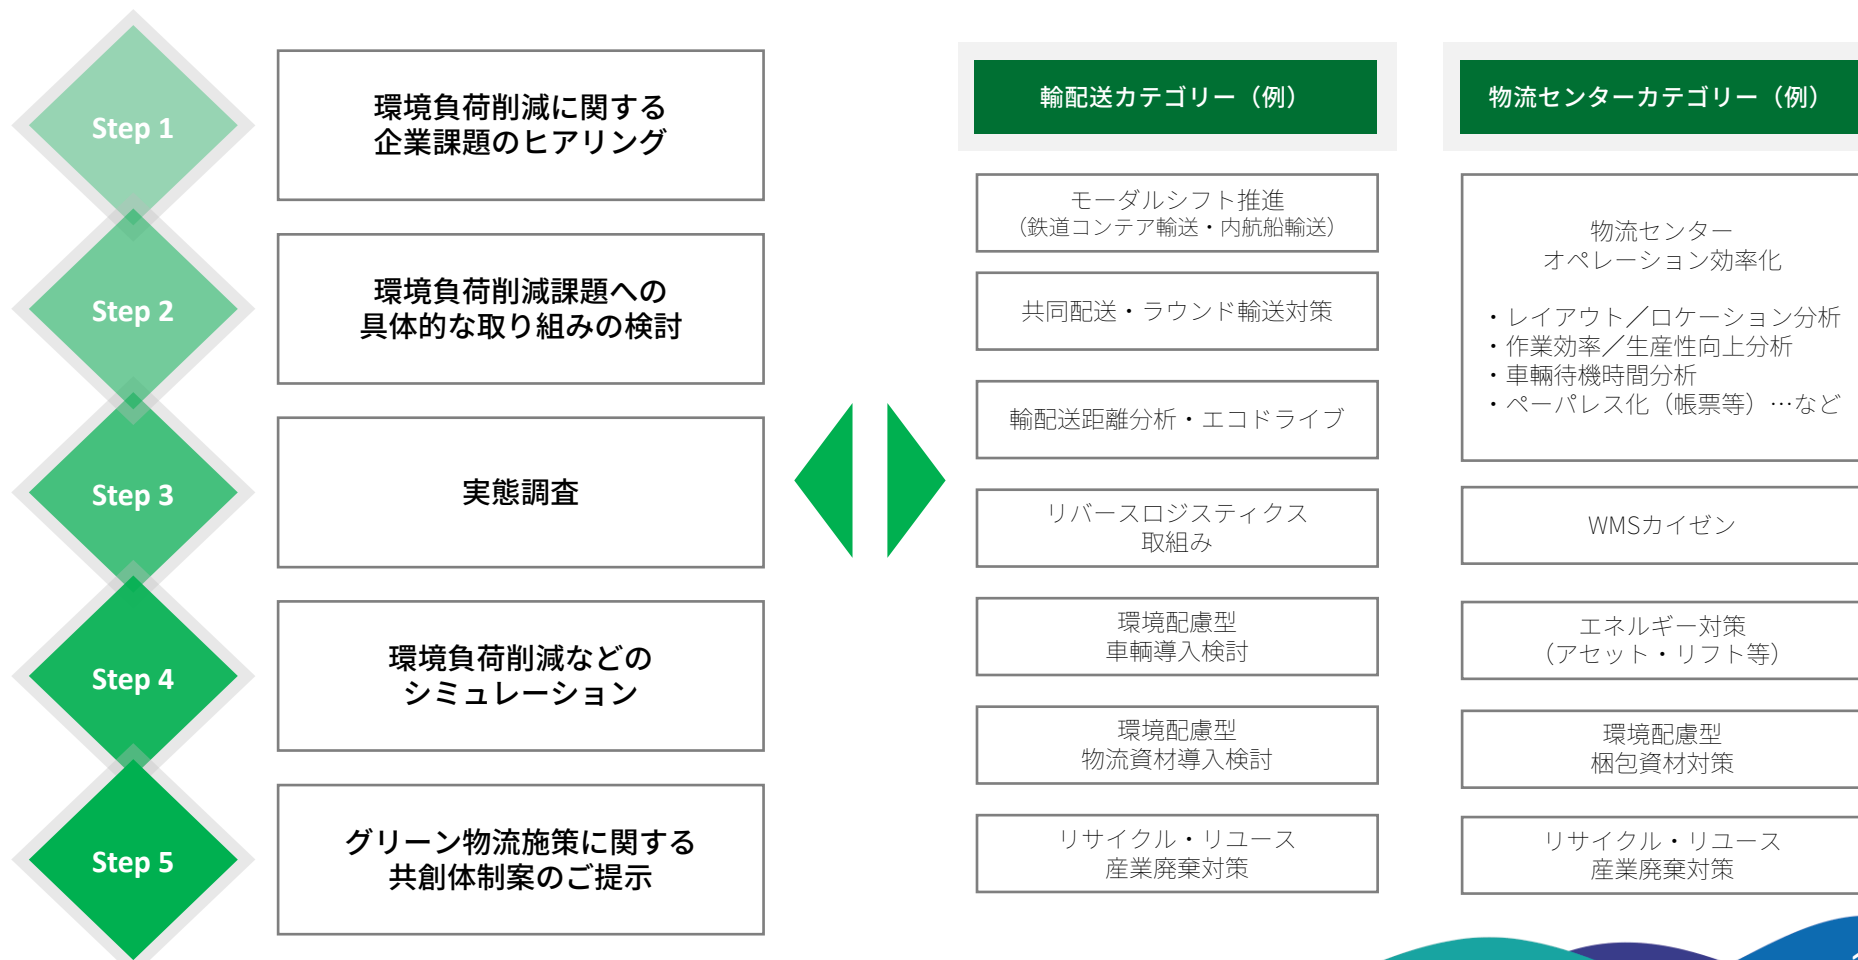 Step 1
環境負荷削減に関する
企業課題のヒアリング
Step 2
環境負荷削減課題への
具体的な取り組みの検討
Step 3
実態調査
Step 4
環境負荷削減などの
シミュレーション
Step 5
グリーン物流施策に関する
共創体制案のご提示
輸配送カテゴリー（例）
モーダルシフト推進
（鉄道コンテア輸送・内航船輸送）
共同配送・ラウンド輸送対策
輸配送距離分析・エコドライブ
リバースロジスティクス
取組み
環境配慮型
車輌導入検討
環境配慮型
物流資材導入検討
リサイクル・リユース
産業廃棄対策
物流センターカテゴリー（例）
物流センター
オペレーション効率化
・レイアウト／ロケーション分析
・作業効率／生産性向上分析
・車輌待機時間分析
・ペーパレス化（帳票等）…など
WMSカイゼン
エネルギー対策
（アセット・リフト等）
環境配慮型
梱包資材対策
リサイクル・リユース
産業廃棄対策